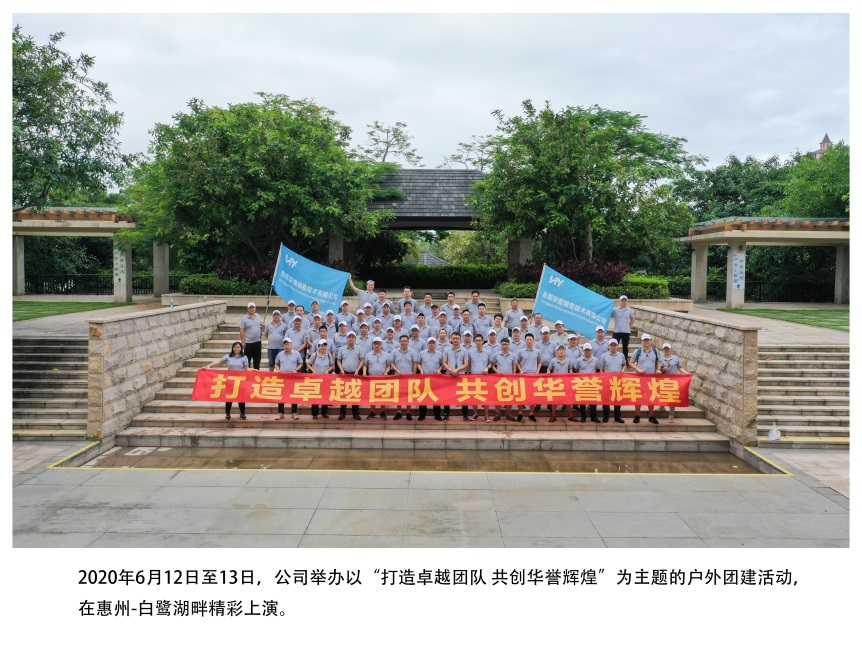 HY
HY
打造卓越团队 共创华誉辉煌
2020年6月12日至13日，公司举办以“打造卓越团队 共创华誉辉煌”为主题的户外团建活动，
在惠州-白鹭湖畔精彩上演。